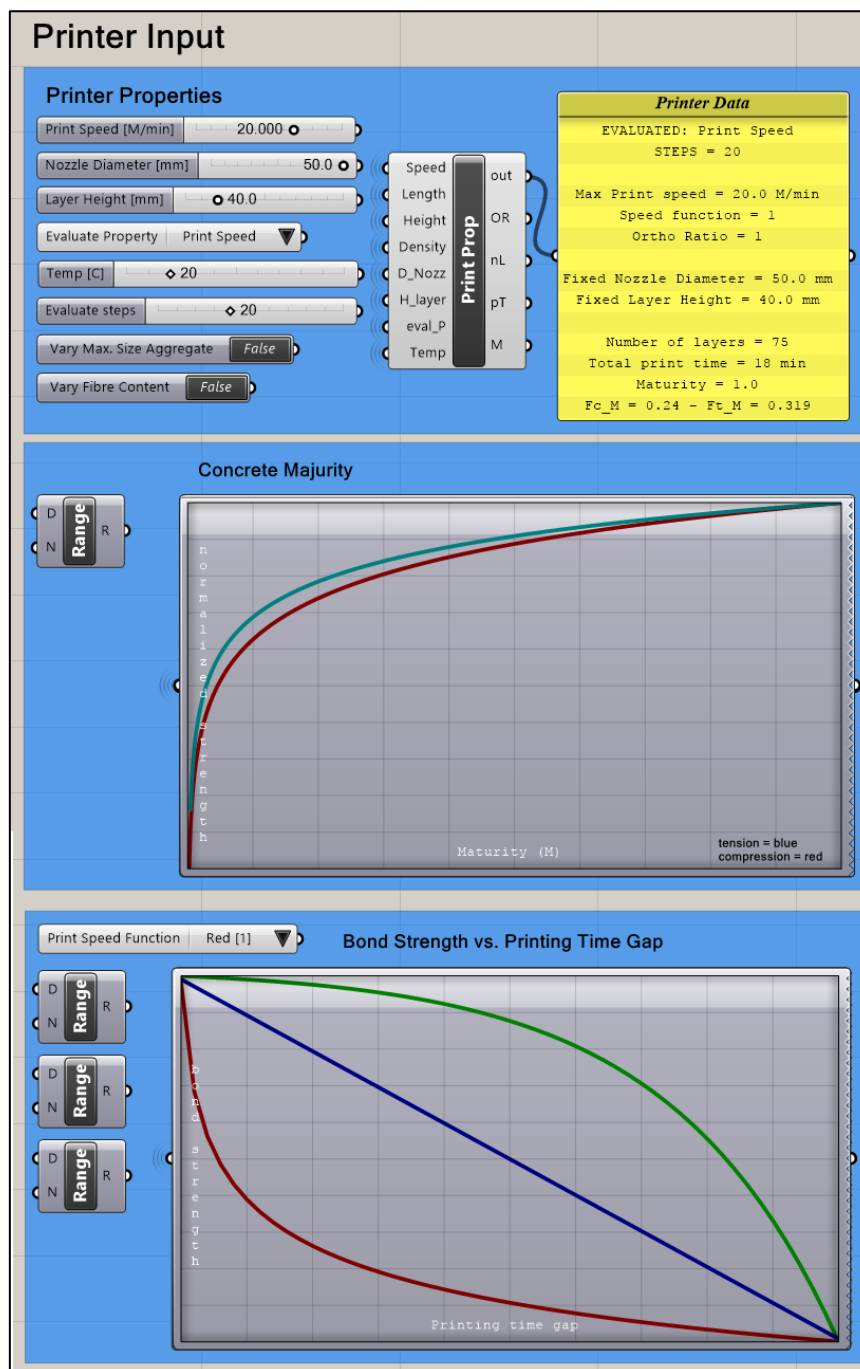 Printer Input
Printer Properties
Print Speed [M/min] 20.000
Nozzle Diameter [mm] 50.0
Layer Height [mm] 40.0
Evaluate Property Print Speed
Temp [C] 20
Evaluate steps 20
Vary Max. Size Aggregate False
Vary Fibre Content False
Speed
Length
Height
Density
D_Nozz
H_layer
eval_P
Temp
Print Prop
out
OR
nL
pT
M
Printer Data
EVALUATED: Print Speed
STEPS = 20
Max Print speed = 20.0 M/min
Speed function = 1
Ortho Ratio = 1
Fixed Nozzle Diameter = 50.0 mm
Fixed Layer Height = 40.0 mm
Number of layers = 75
Total print time = 18 min
Maturity = 1.0
Fc_M = 0.24 - Ft_M = 0.319
Concrete Majurity
D
N
Range
R
normalized strength
Maturity (M)
tension = blue
compression = red
Print Speed Function Red [1]
Bond Strength vs. Printing Time Gap
D
N
Range
R
D
N
Range
R
D
N
Range
R
bond strength
Printing time gap